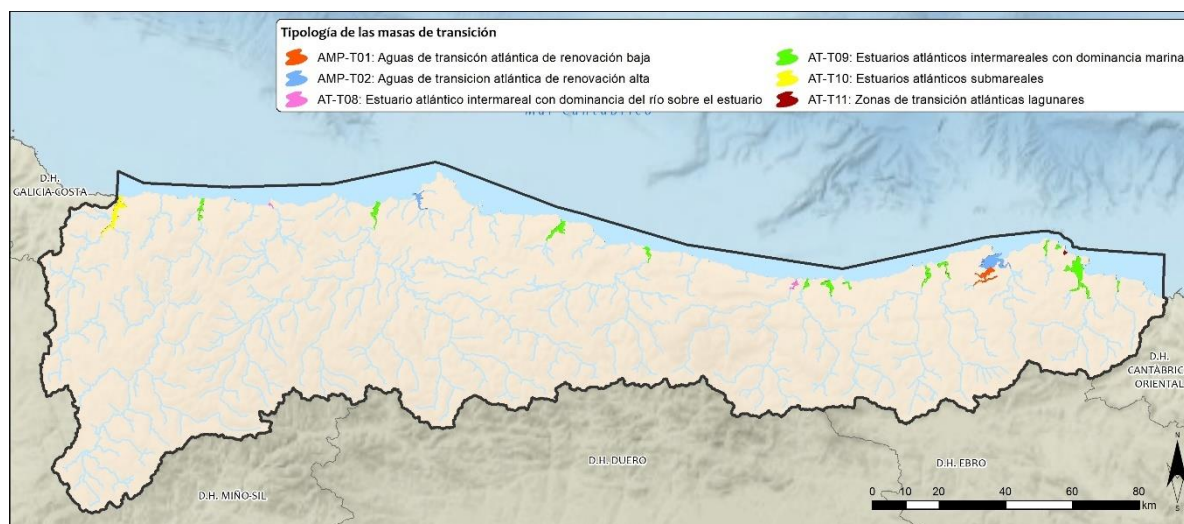 Tipología de las masas de transición
AMP-T01: Aguas de transicón atlántica de renovación baja
AMP-T02: Aguas de transicion atlántica de renovación alta
AT-T08: Estuario atlántico intermareal con dominancia del río sobre el estuario
AT-T09: Estuarios atlánticos intermareales con dominancia marina
AT-T10: Estuarios atlánticos submareales
AT-T11: Zonas de transición atlánticas lagunares
Mar Cantábrico
D.H.
GALICIA-COSTA
D.H.
CANTÁBRIC
ORIENTAL
D.H. DUERO
D.H. EBRO
D.H. MIÑO-SIL
N
S
0 10 20 40 60 80
km